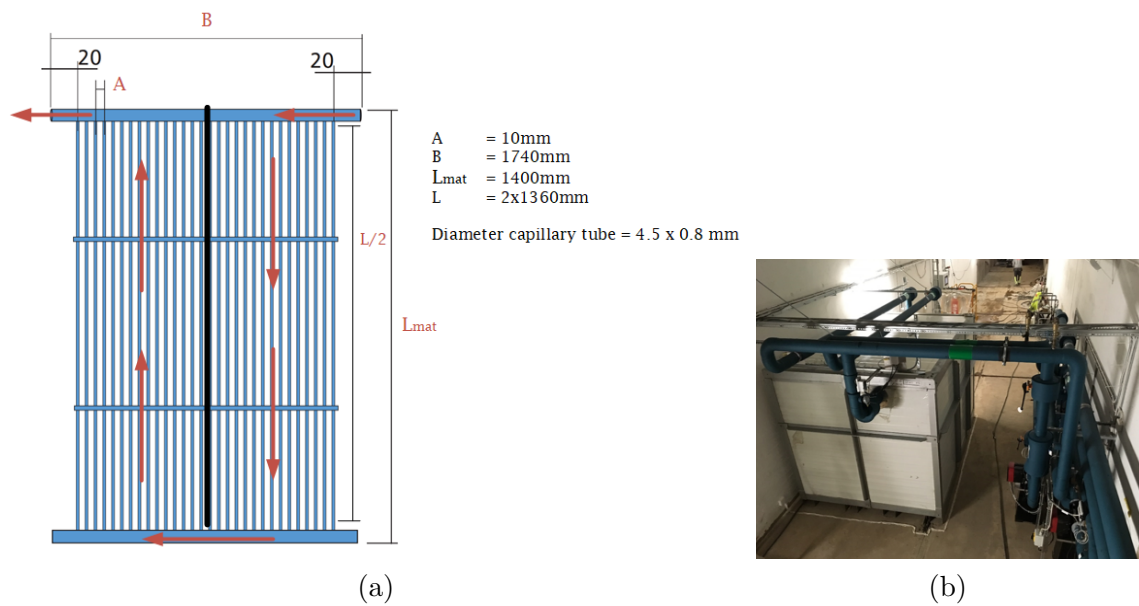 B
20
20
A
A = 10mm
B = 1740mm
Lmat = 1400mm
L = 2x1360mm
L/2
Diameter capillary tube = 4.5 x 0.8 mm
Lmat
(a)
(b)